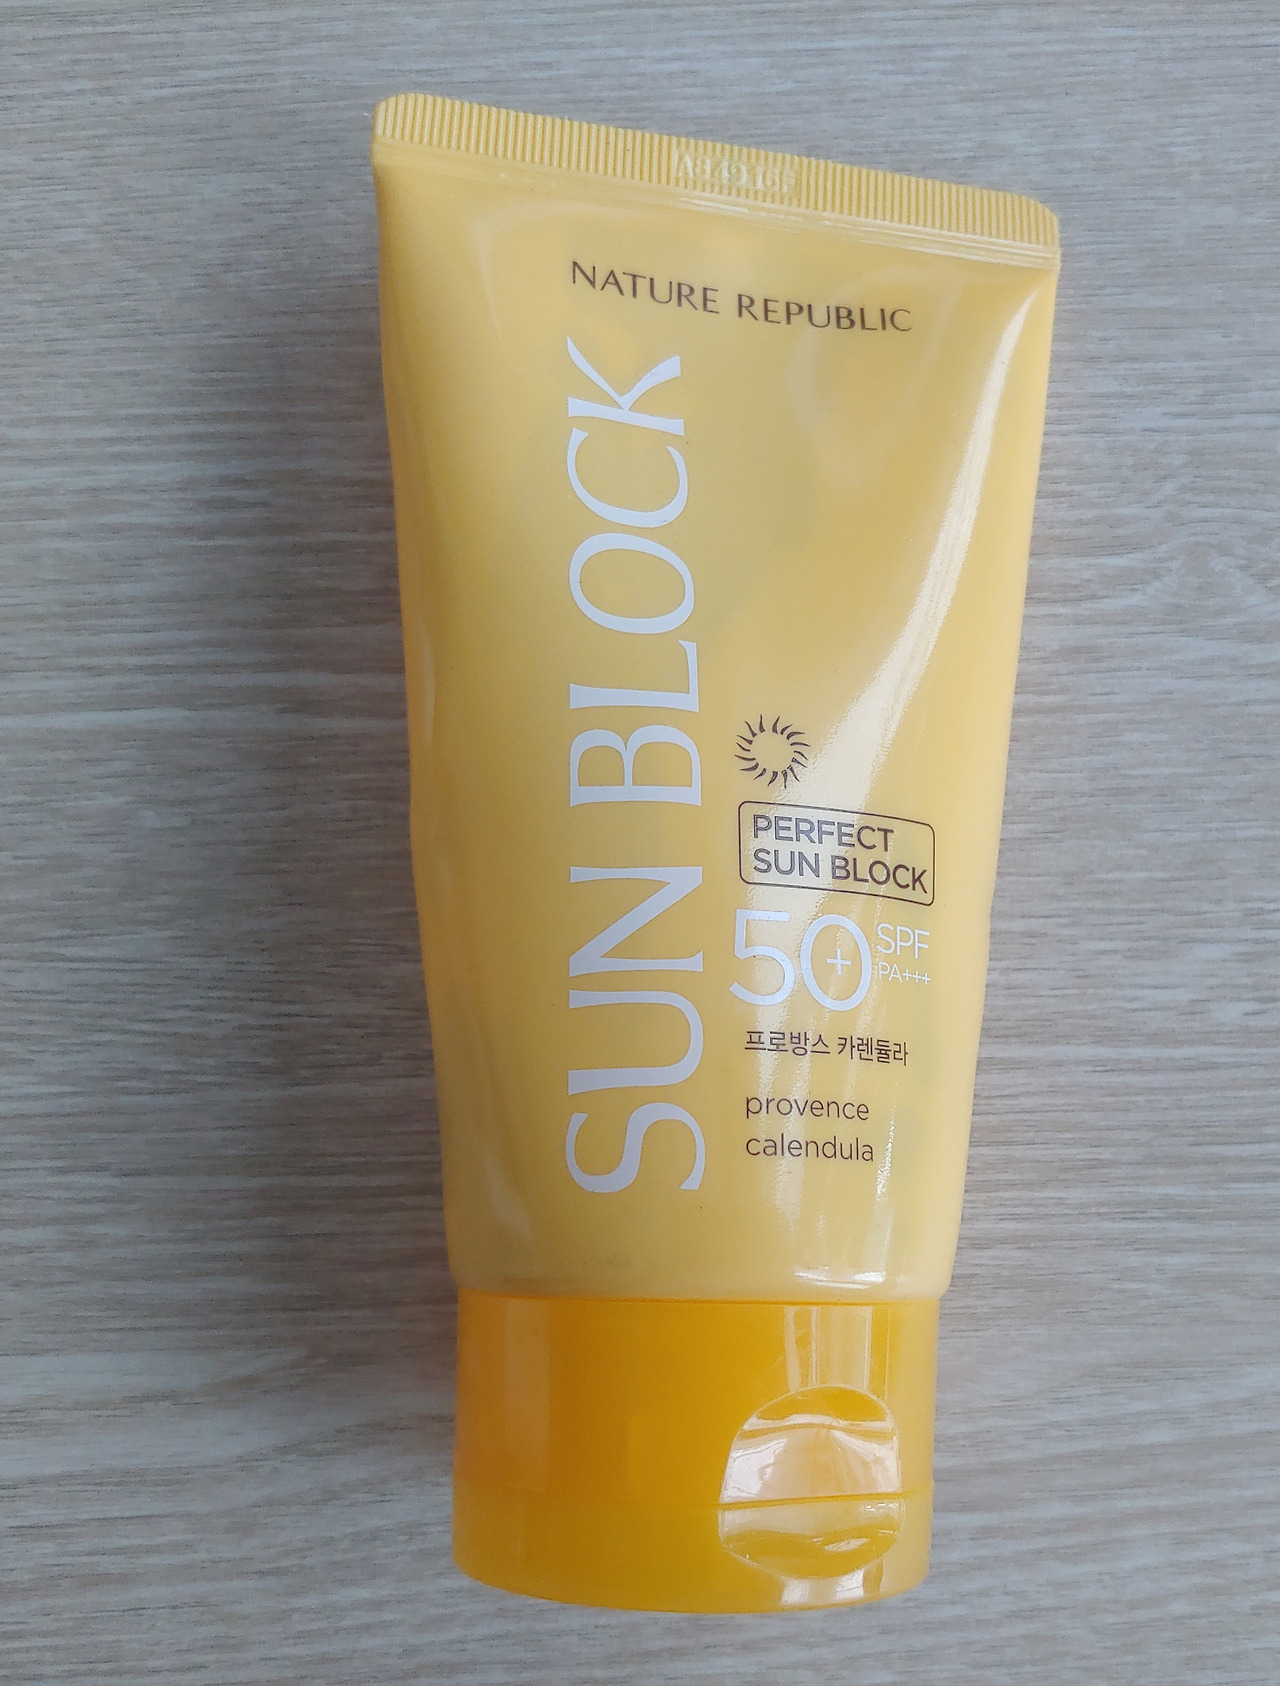 NATURE REPUBLIC
SUN BLOCK
PERFECT
SUN BLOCK
50+ SPF
PA+++
프로방스 카렌듈라
provence
calendula